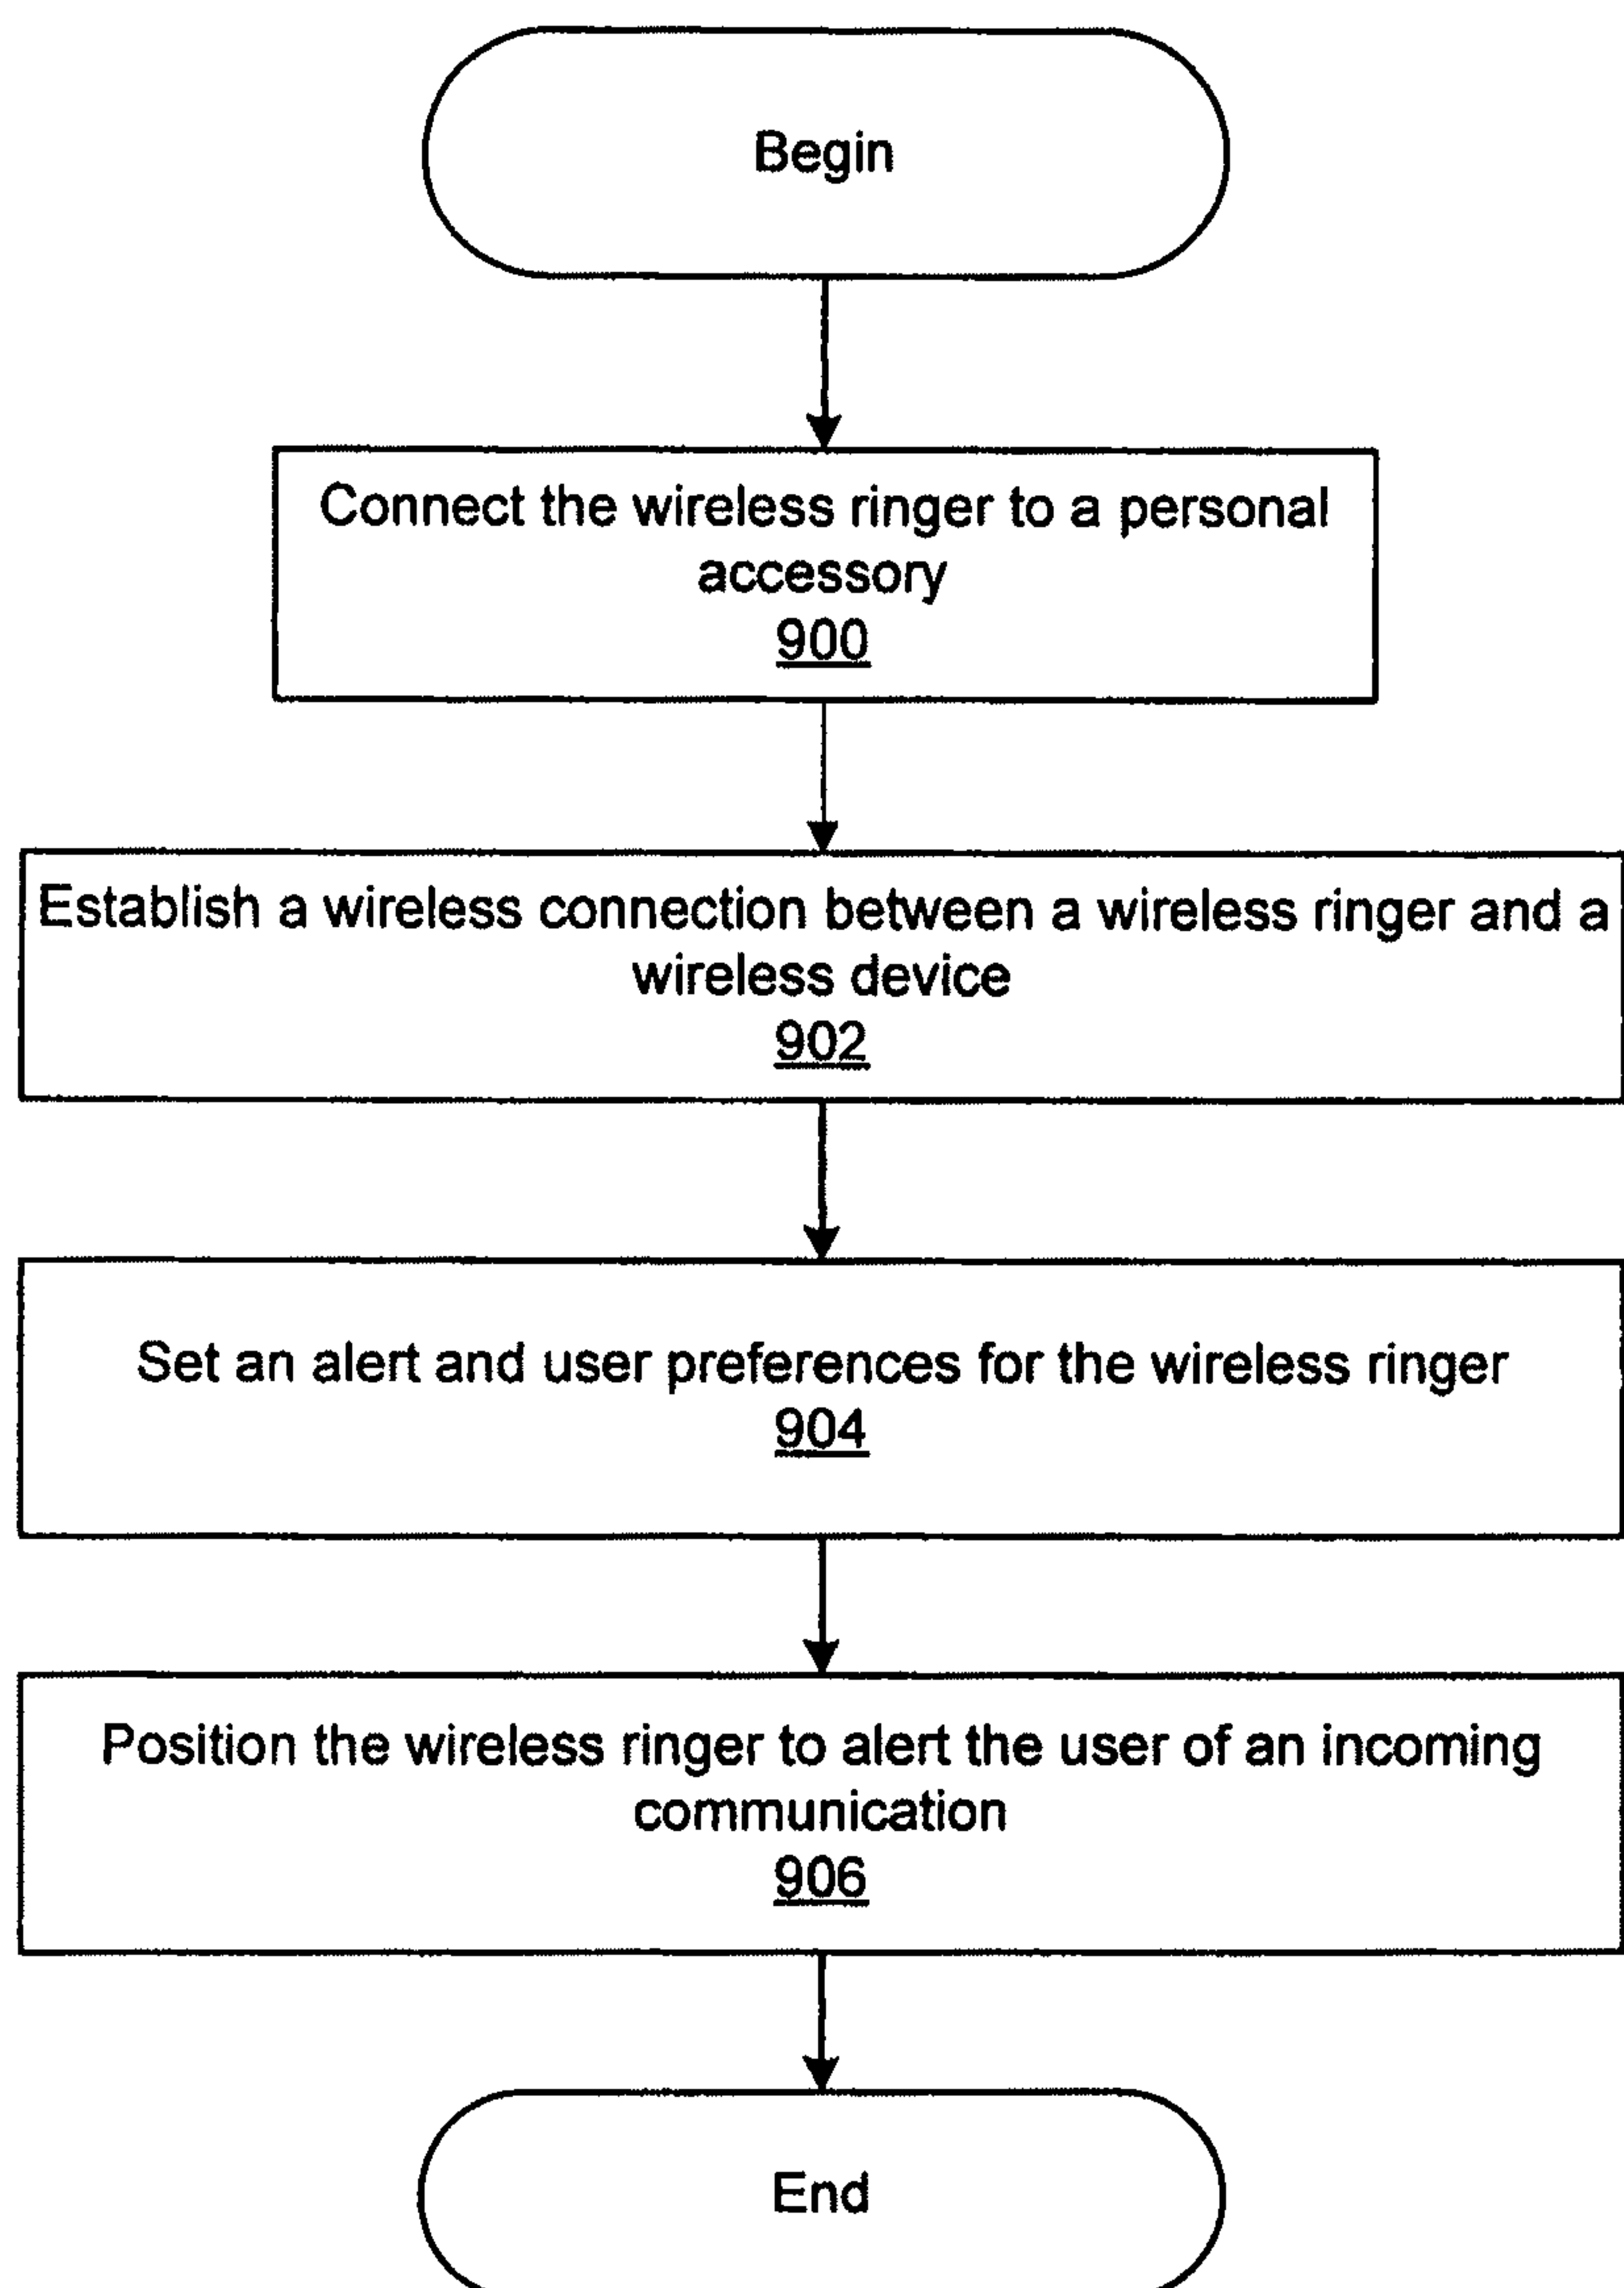 Begin
Connect the wireless ringer to a personal
accessory
900
Establish a wireless connection between a wireless ringer and a
wireless device
902
Set an alert and user preferences for the wireless ringer
904
Position the wireless ringer to alert the user of an incoming
communication
906
End